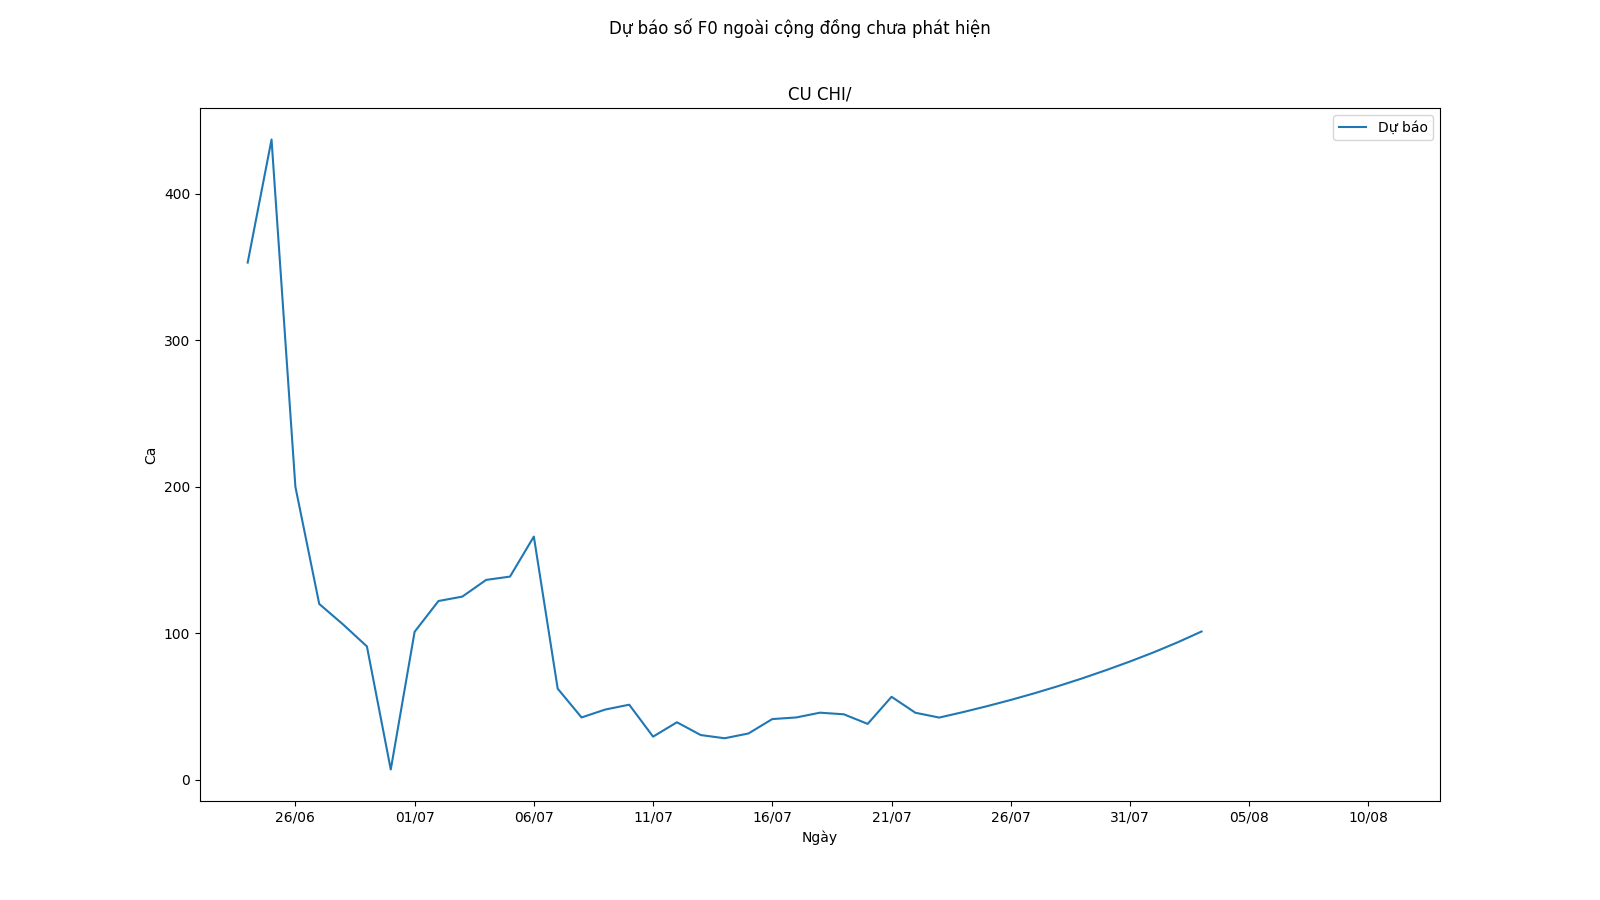 Dự báo số F0 ngoài cộng đồng chưa phát hiện
CU CHI/
Dự báo
400
300
200
100
0
Ca
26/06 01/07 06/07 11/07 16/07 21/07 26/07 31/07 05/08 10/08
Ngày